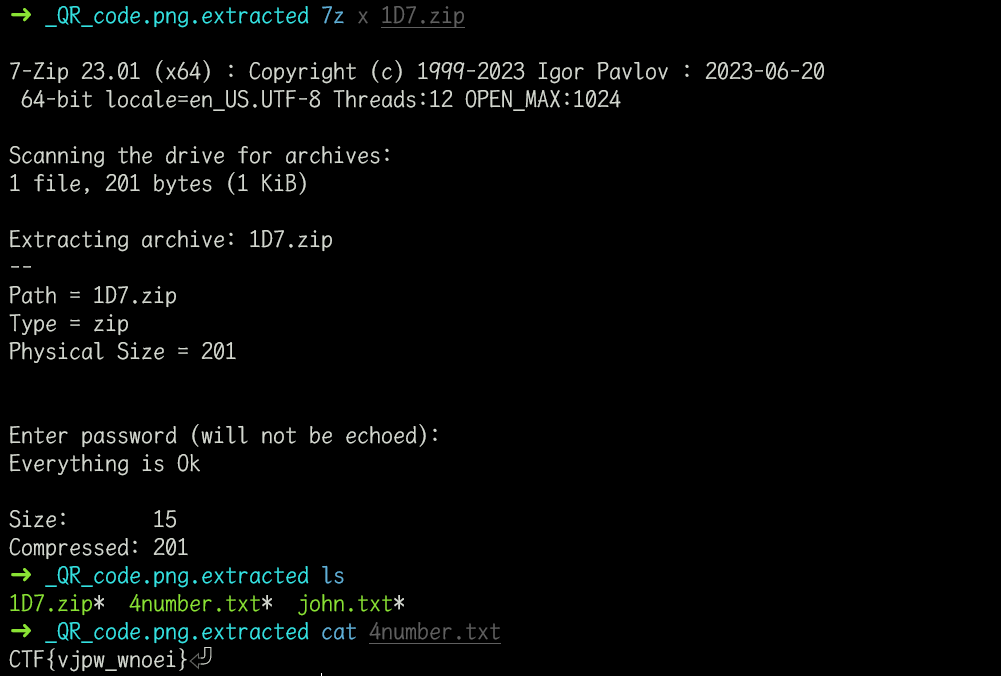 ➜ _QR_code.png.extracted 7z x 1D7.zip
7-Zip 23.01 (x64) : Copyright (c) 1999-2023 Igor Pavlov : 2023-06-20
64-bit locale=en_US.UTF-8 Threads:12 OPEN_MAX:1024
Scanning the drive for archives:
1 file, 201 bytes (1 KiB)
Extracting archive: 1D7.zip
--
Path = 1D7.zip
Type = zip
Physical Size = 201
Enter password (will not be echoed):
Everything is Ok
Size: 15
Compressed: 201
➜ _QR_code.png.extracted ls
1D7.zip* 4number.txt* john.txt*
➜ _QR_code.png.extracted cat 4number.txt
CTF{vjpw_wnoei}⏎